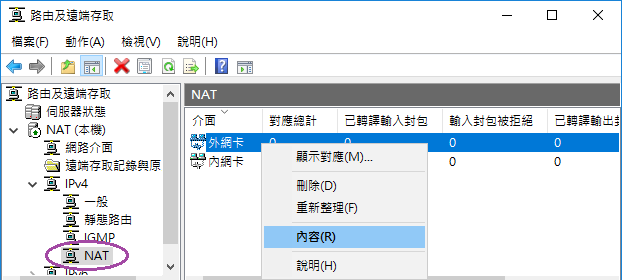 路由及遠端存取
檔案(F) 動作(A) 檢視(V) 說明(H)
路由及遠端存取
伺服器狀態
NAT (本機)
網路介面
遠端存取記錄與原
IPv4
一般
靜態路由
IGMP
NAT
IPv6
NAT
介面 對應總計 已轉譯輸入封包 輸入封包被拒絕 已轉譯輸出封
外網卡 0 0 0 0
內網卡 0 0
顯示對應(M)...
刪除(D)
重新整理(F)
內容(R)
說明(H)